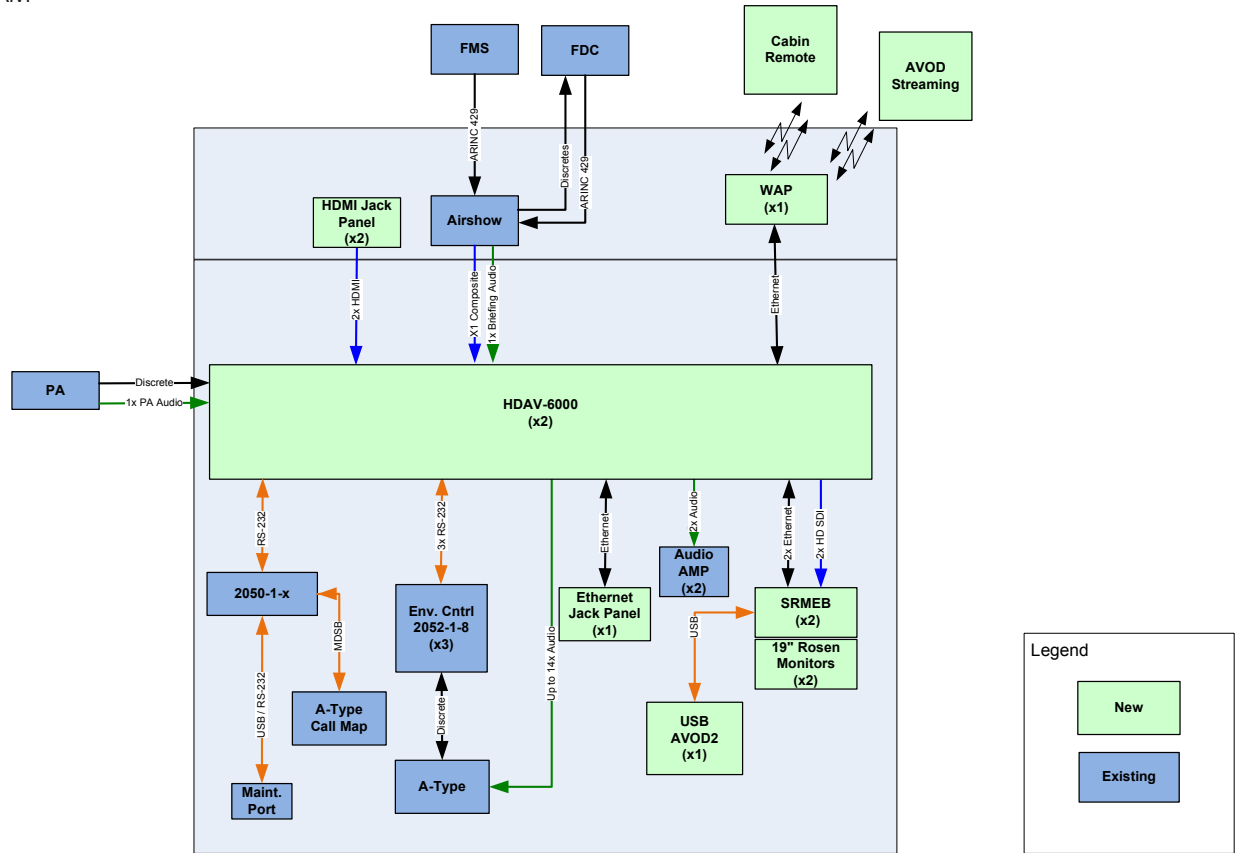 FMS
FDC
Cabin
Remote
AVOD
Streaming
ARINC 429
Discretes
ARINC 429
HDMI Jack
Panel
(x2)
Airshow
WAP
(x1)
2x HDMI
X1 Composite
1x Briefing Audio
Ethernet
PA
Discrete
1x PA Audio
HDAV-6000
(x2)
RS-232
3x RS-232
Up to 14x Audio
Ethernet
2x Audio
2x Ethernet
2x HD SDI
2050-1-x
Env. Cntrl
2052-1-8
(x3)
Ethernet
Jack Panel
(x1)
Audio
AMP
(x2)
SRMEB
(x2)
19" Rosen
Monitors
(x2)
USB
MDSB
USB / RS-232
A-Type
Call Map
Discrete
USB
AVOD2
(x1)
Maint.
Port
A-Type
Legend
New
Existing